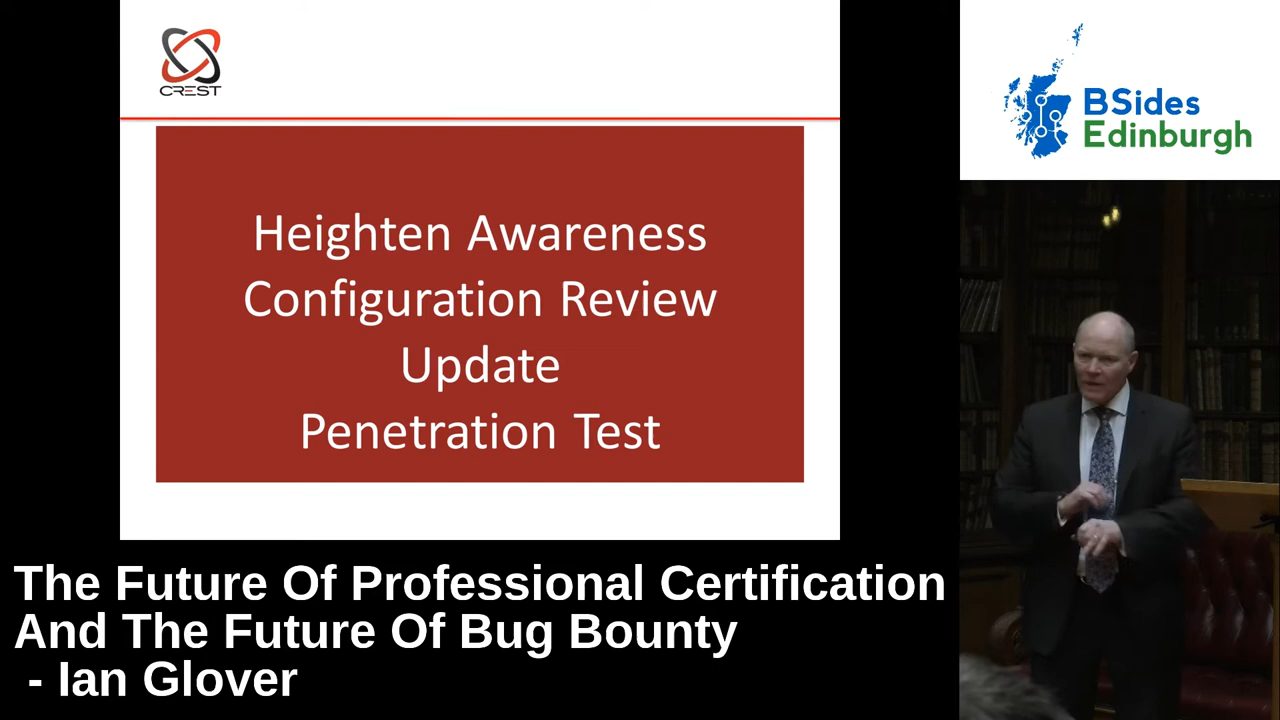 CREST
Heighten Awareness
Configuration Review
Update
Penetration Test
BSides
Edinburgh
The Future Of Professional Certification
And The Future Of Bug Bounty
- Ian Glover